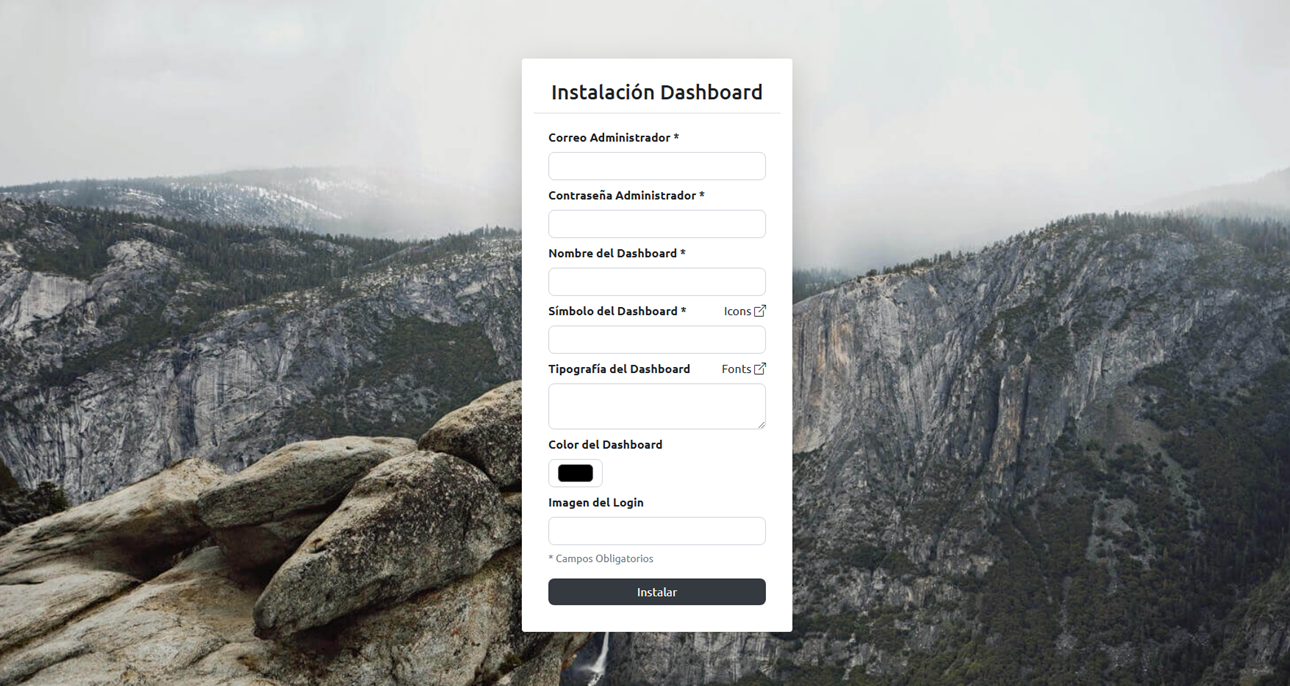 Instalación Dashboard
Correo Administrador *
Contraseña Administrador *
Nombre del Dashboard *
Símbolo del Dashboard * Icons
Tipografía del Dashboard Fonts
Color del Dashboard
Imagen del Login
* Campos Obligatorios
Instalar